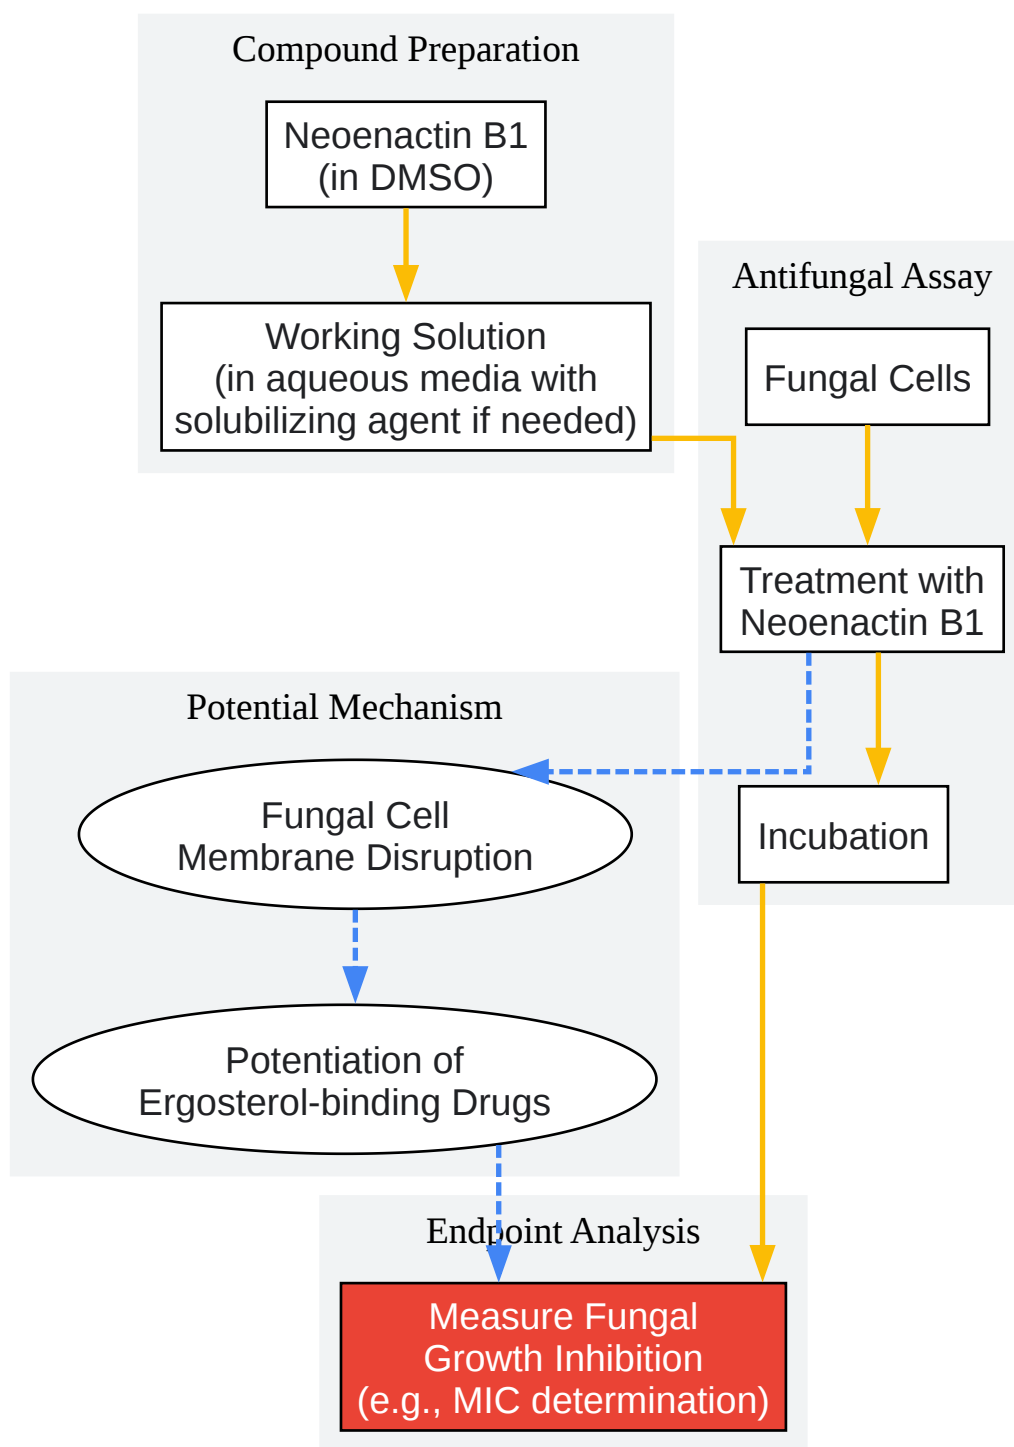 Compound Preparation
Neoenactin B1
(in DMSO)
Working Solution
(in aqueous media with
solubilizing agent if needed)
Antifungal Assay
Fungal Cells
Treatment with
Neoenactin B1
Incubation
Potential Mechanism
Fungal Cell
Membrane Disruption
Potentiation of
Ergosterol-binding Drugs
Endpoint Analysis
Measure Fungal
Growth Inhibition
(e.g., MIC determination)